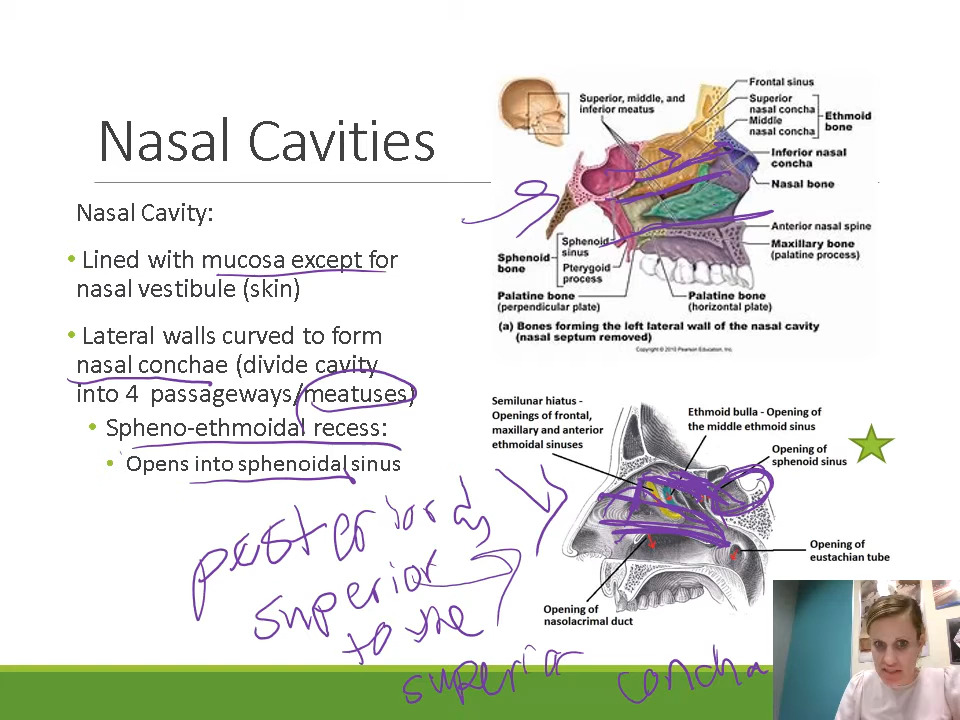 Nasal Cavities
Nasal Cavity:
• Lined with mucosa except for
nasal vestibule (skin)
• Lateral walls curved to form
nasal conchae (divide cavity
into 4 passageways/meatuses)
• Spheno-ethmoidal recess:
• Opens into sphenoidal sinus
posterior &
superior
to the
superior concha
Superior, middle, and
inferior meatus
Frontal sinus
Superior
nasal concha
Middle
nasal concha
Ethmoid
bone
Inferior nasal
concha
Nasal bone
Anterior nasal spine
Maxillary bone
(palatine process)
Sphenoid
bone
Sphenoid
sinus
Pterygoid
process
Palatine bone
(perpendicular plate)
Palatine bone
(horizontal plate)
(a) Bones forming the left lateral wall of the nasal cavity
(nasal septum removed)
Copyright © 2010 Pearson Education, Inc.
Semilunar hiatus -
Openings of frontal,
maxillary and anterior
ethmoidal sinuses
Ethmoid bulla - Opening of
the middle ethmoid sinus
Opening of
sphenoid sinus
Opening of
eustachian tube
Opening of
nasolacrimal duct